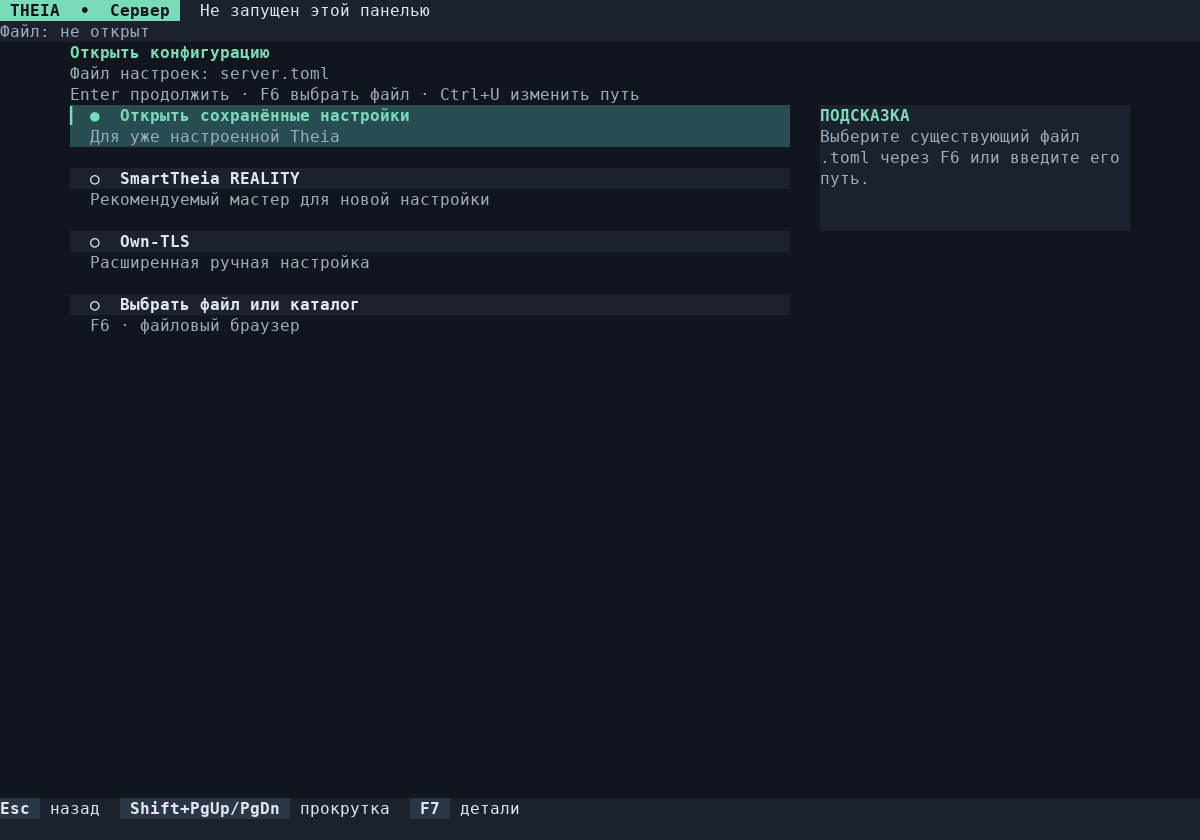 THEIA • Сервер Не запущен этой панелью
Файл: не открыт
Открыть конфигурацию
Файл настроек: server.toml
Enter продолжить · F6 выбрать файл · Ctrl+U изменить путь
● Открыть сохранённые настройки
Для уже настроенной Theia
○ SmartTheia REALITY
Рекомендуемый мастер для новой настройки
○ Own-TLS
Расширенная ручная настройка
○ Выбрать файл или каталог
F6 · файловый браузер
ПОДСКАЗКА
Выберите существующий файл
.toml через F6 или введите его
путь.
Esc назад Shift+PgUp/PgDn прокрутка F7 детали